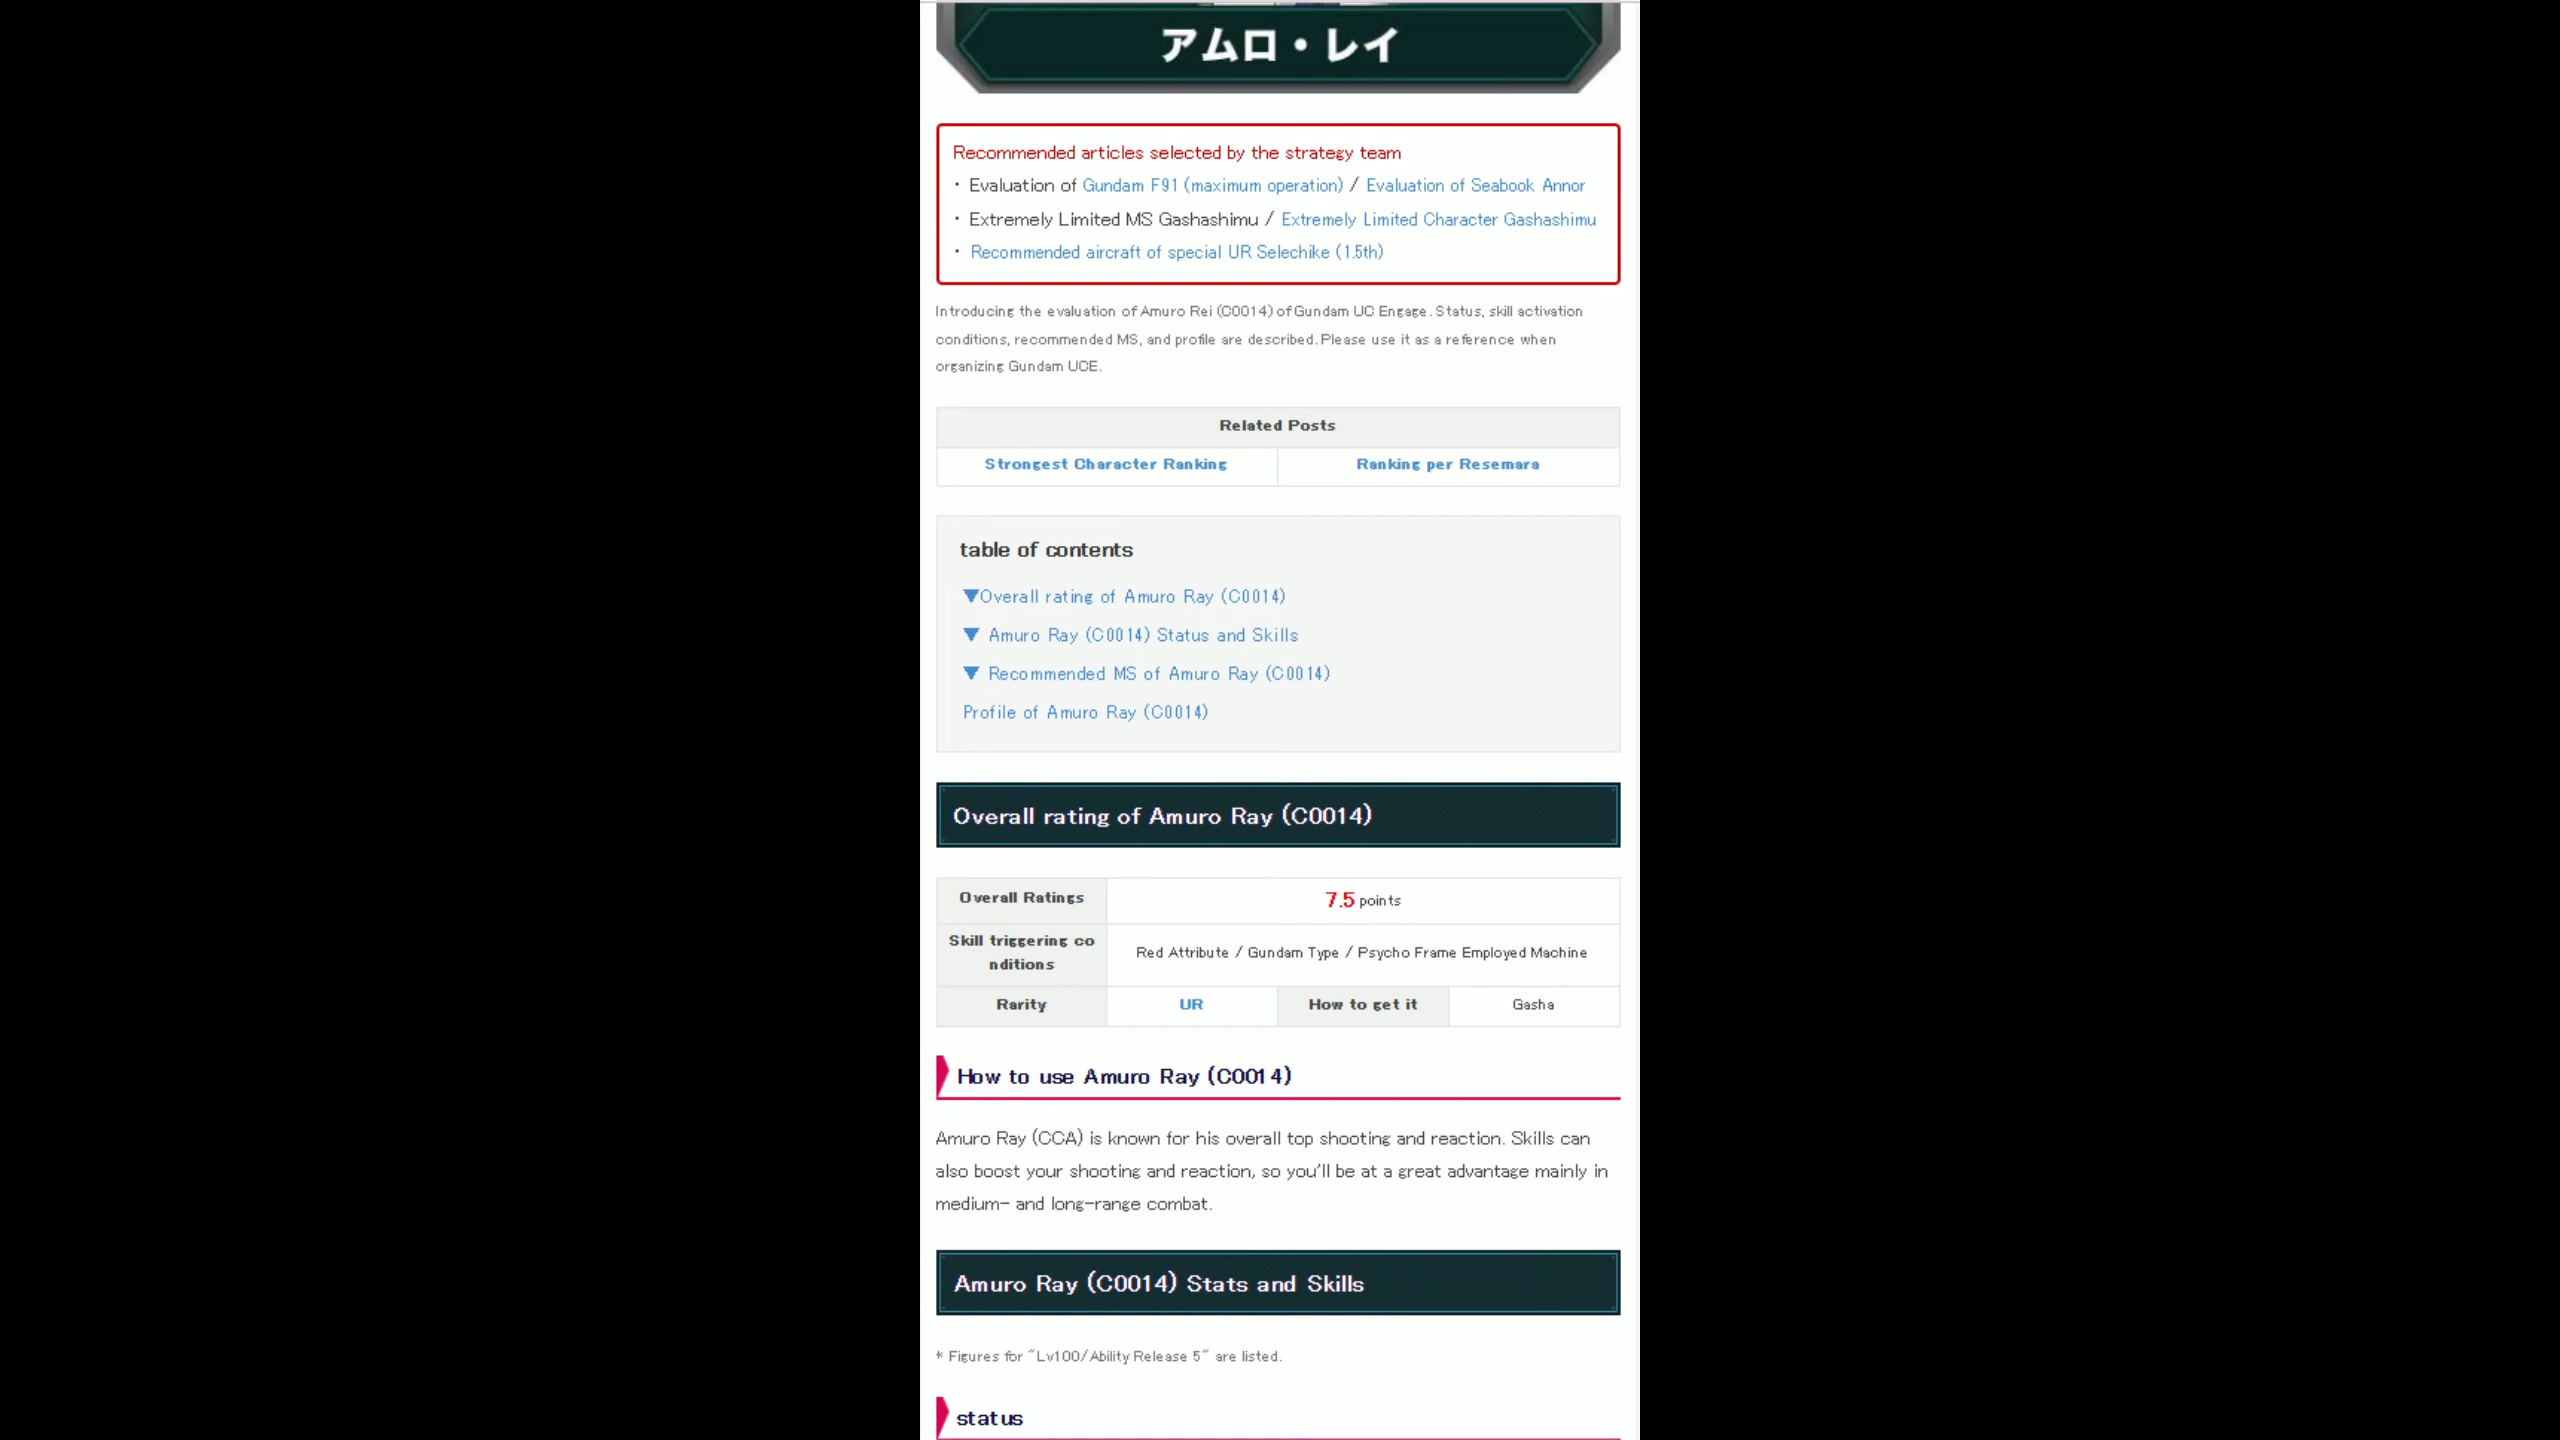 アムロ・レイ
Recommended articles selected by the strategy team
・ Evaluation of Gundam F91 (maximum operation) / Evaluation of Seabook Annor
・ Extremely Limited MS Gashashimu / Extremely Limited Character Gashashimu
・ Recommended aircraft of special UR Selechike (1.5th)
Introducing the evaluation of Amuro Rei (C0014) of Gundam UC Engage. Status, skill activation
conditions, recommended MS, and profile are described. Please use it as a reference when
organizing Gundam UCE.
Related Posts
Strongest Character Ranking Ranking per Resemara
table of contents
▼Overall rating of Amuro Ray (C0014)
▼ Amuro Ray (C0014) Status and Skills
▼ Recommended MS of Amuro Ray (C0014)
Profile of Amuro Ray (C0014)
Overall rating of Amuro Ray (C0014)
Overall Ratings 7.5 points
Skill triggering co
nditions
Red Attribute / Gundam Type / Psycho Frame Employed Machine
Rarity UR How to get it Gasha
How to use Amuro Ray (C0014)
Amuro Ray (CCA) is known for his overall top shooting and reaction. Skills can
also boost your shooting and reaction, so you'll be at a great advantage mainly in
medium- and long-range combat.
Amuro Ray (C0014) Stats and Skills
* Figures for "Lv100/Ability Release 5" are listed.
status